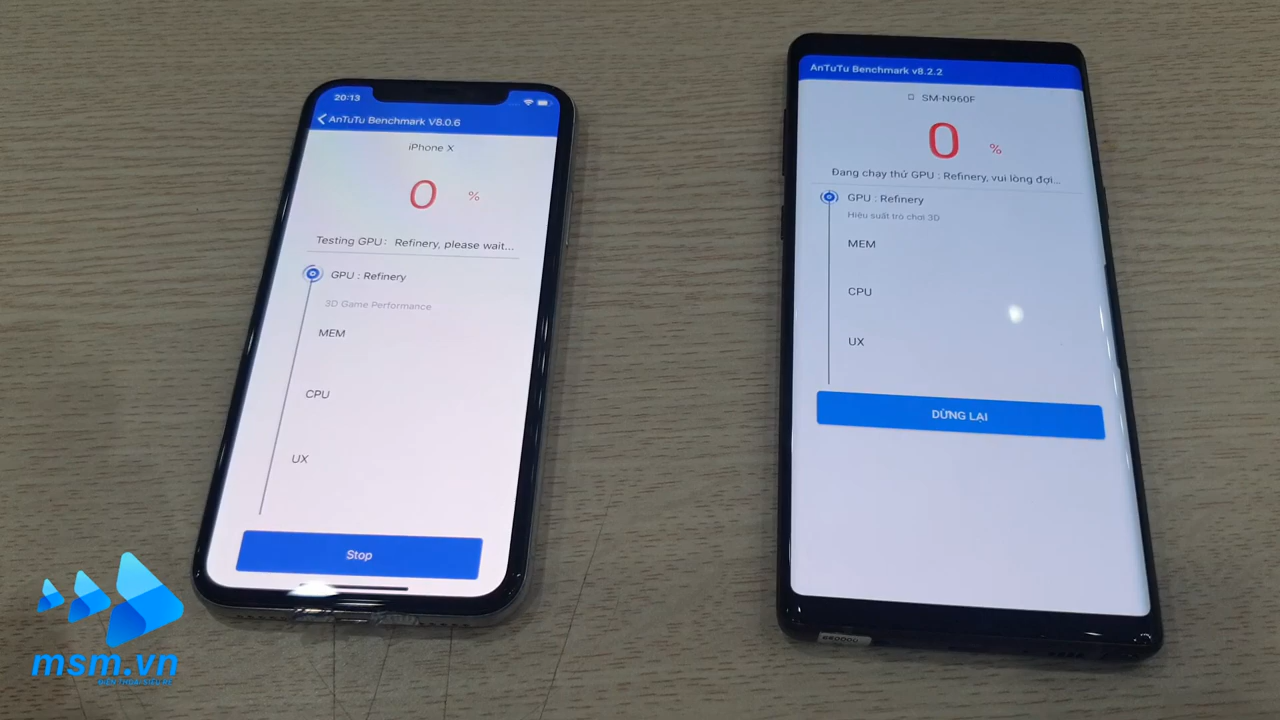 20:13
AnTuTu Benchmark V8.0.6
iPhone X
0 %
Testing GPU: Refinery, please wait...
GPU : Refinery
3D Game Performance
MEM
CPU
UX
Stop
AnTuTu Benchmark v8.2.2
SM-N960F
0 %
Đang chạy thử GPU : Refinery, vui lòng đợi...
GPU : Refinery
Hiệu suất trò chơi 3D
MEM
CPU
UX
DỪNG LẠI
msm.vn